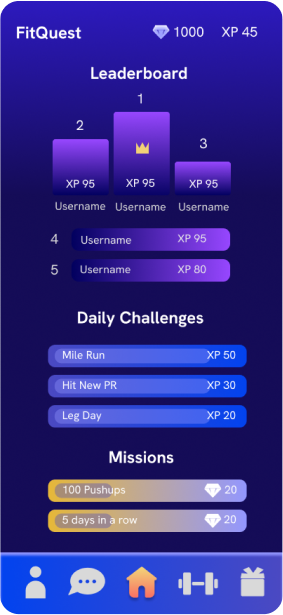 FitQuest 1000 XP 45
Leaderboard
1
2
3
XP 95 XP 95 XP 95
Username Username Username
4 Username XP 95
5 Username XP 80
Daily Challenges
Mile Run XP 50
Hit New PR XP 30
Leg Day XP 20
Missions
100 Pushups 20
5 days in a row 20